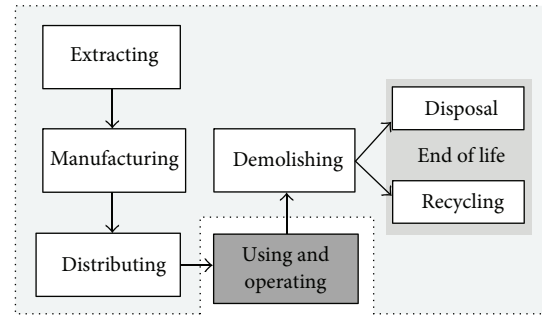 Extracting
Manufacturing
Distributing
Using and
operating
Demolishing
Disposal
End of life
Recycling